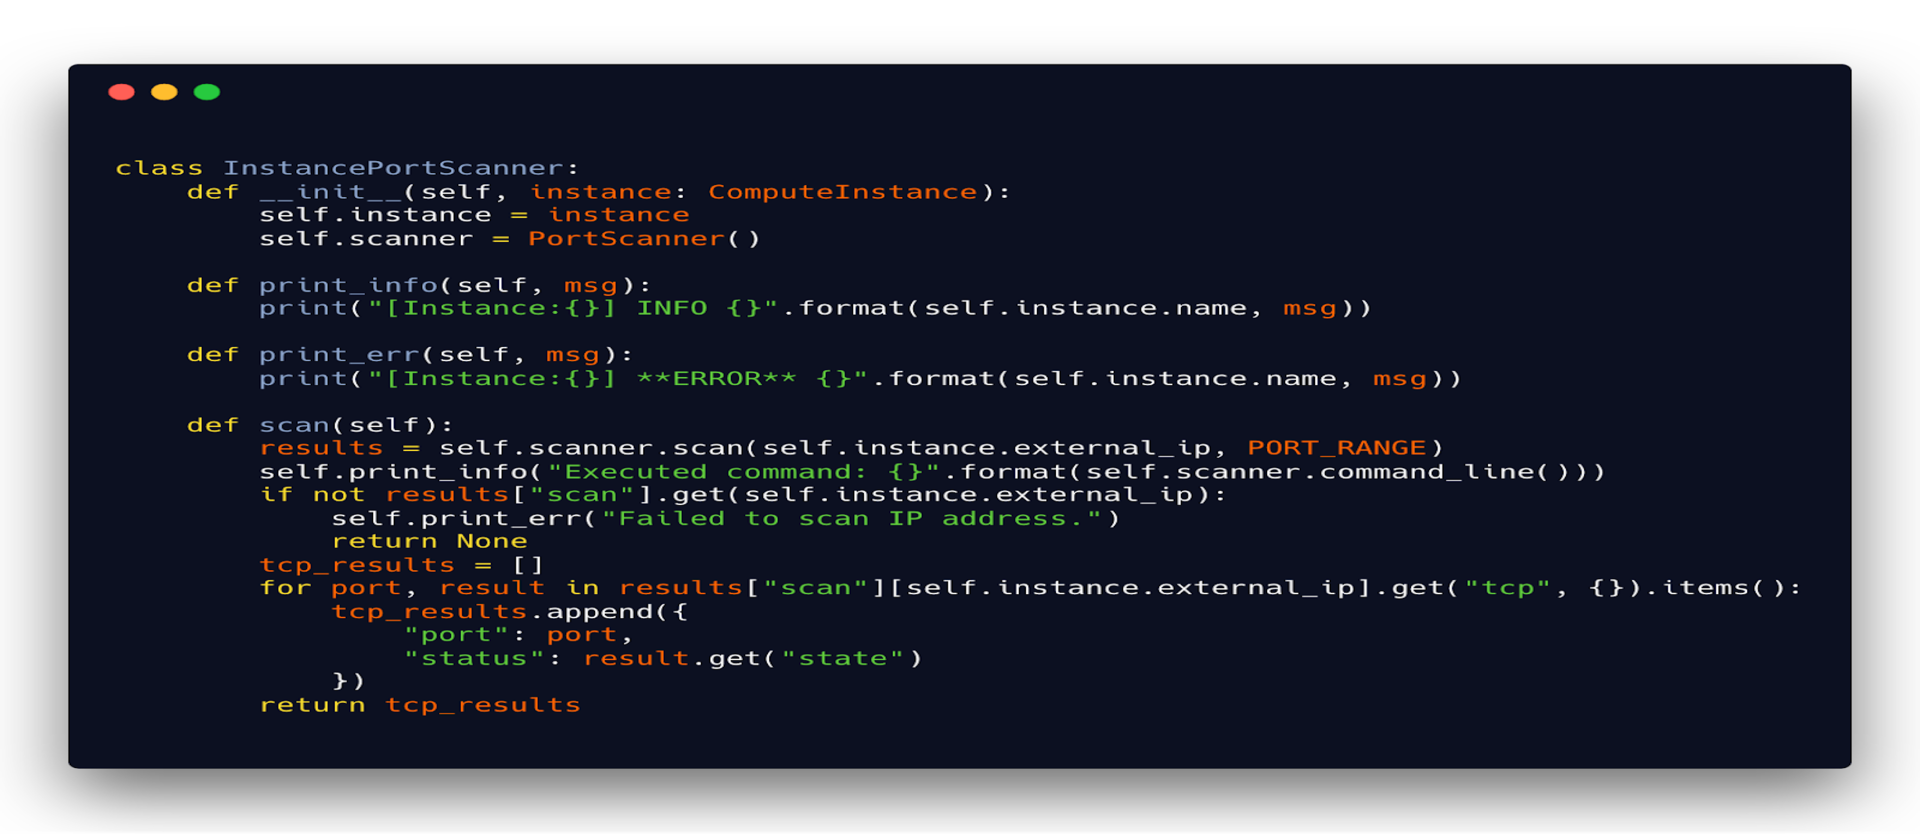 class InstancePortScanner:
    def __init__(self, instance: ComputeInstance):
        self.instance = instance
        self.scanner = PortScanner()

    def print_info(self, msg):
        print("[Instance:{}] INFO {}".format(self.instance.name, msg))

    def print_err(self, msg):
        print("[Instance:{}] **ERROR** {}".format(self.instance.name, msg))

    def scan(self):
        results = self.scanner.scan(self.instance.external_ip, PORT_RANGE)
        self.print_info("Executed command: {}".format(self.scanner.command_line()))
        if not results["scan"].get(self.instance.external_ip):
            self.print_err("Failed to scan IP address.")
            return None
        tcp_results = []
        for port, result in results["scan"][self.instance.external_ip].get("tcp", {}).items():
            tcp_results.append({
                "port": port,
                "status": result.get("state")
            })
        return tcp_results